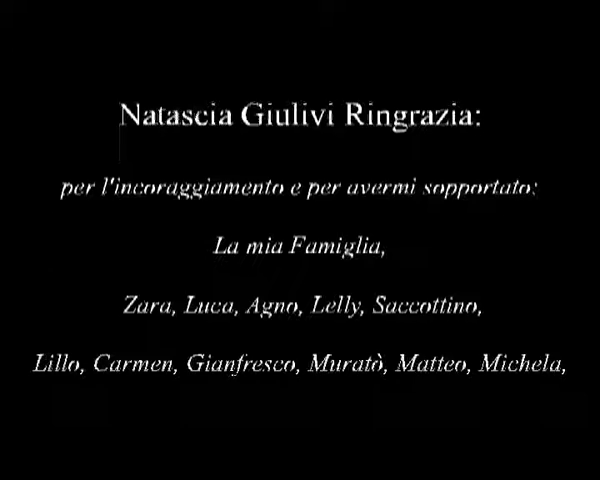 Natascia Giulivi Ringrazia:
per l'incoraggiamento e per avermi sopportato:
La mia Famiglia,
Zara, Luca, Agno, Lelly, Saccottino,
Lillo, Carmen, Gianfresco, Muratò, Matteo, Michela,